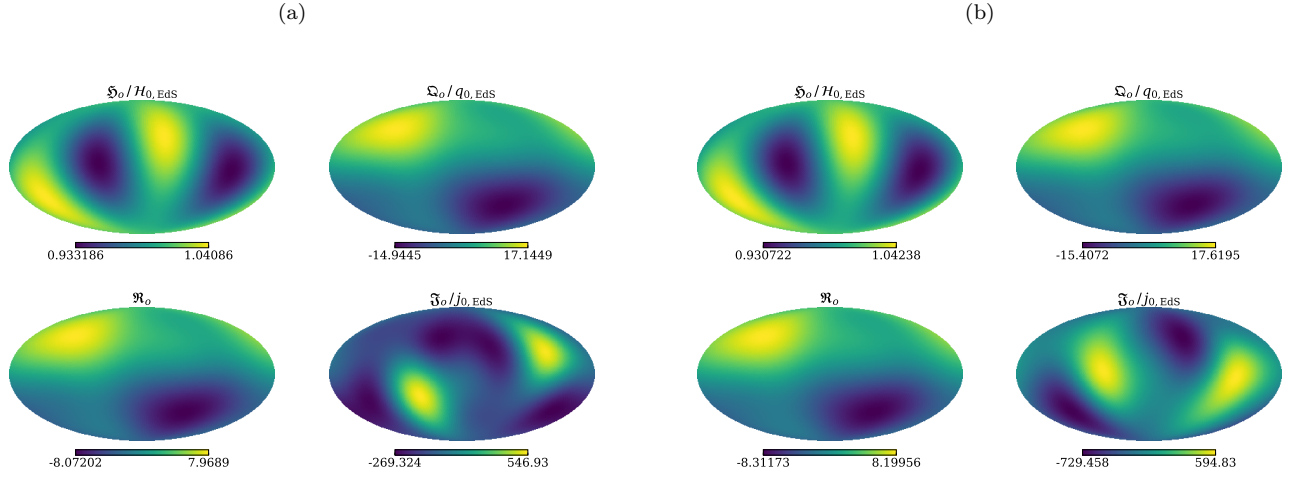 (a)
(b)
ℌₒ / ℋ₀, EdS
𝔔ₒ / q₀, EdS
0.933186 1.04086
-14.9445 17.1449
ℜₒ
𝔍ₒ / j₀, EdS
-8.07202 7.9689
-269.324 546.93
ℌₒ / ℋ₀, EdS
𝔔ₒ / q₀, EdS
0.930722 1.04238
-15.4072 17.6195
ℜₒ
𝔍ₒ / j₀, EdS
-8.31173 8.19956
-729.458 594.83